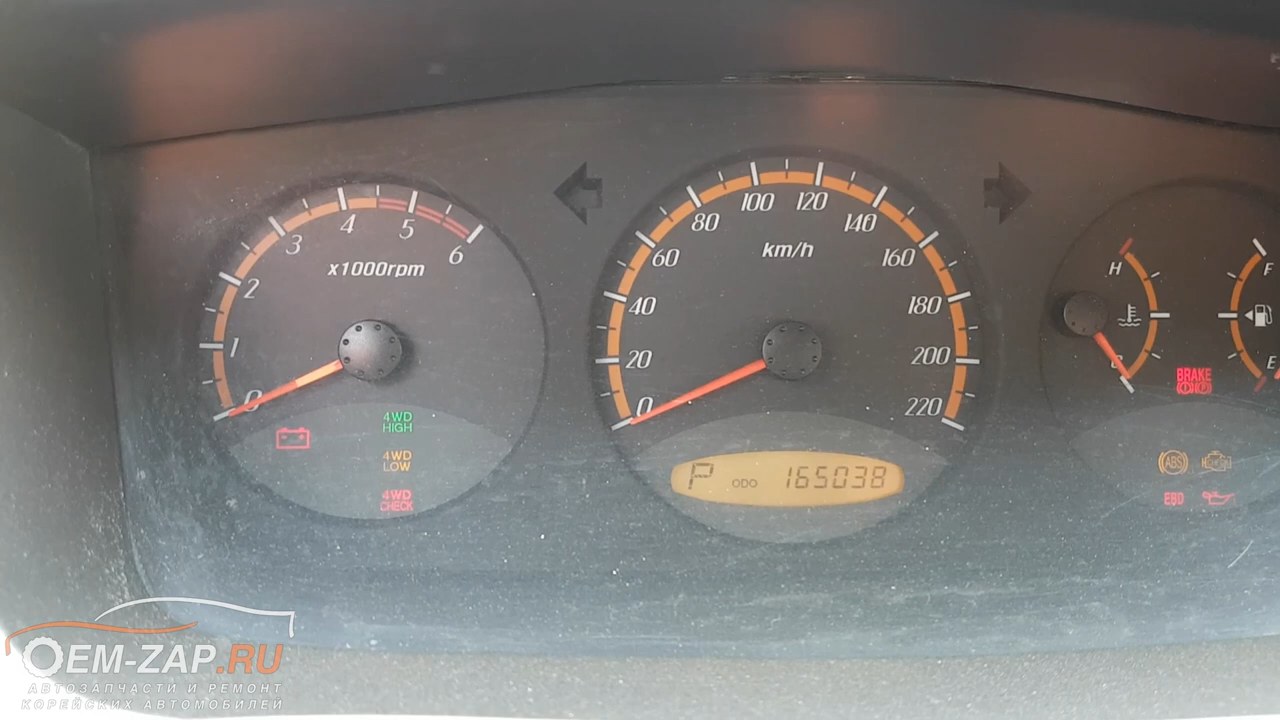 0
1
2
3
4
5
6
x1000rpm
4WD
HIGH
4WD
LOW
4WD
CHECK
0
20
40
60
80
100
120
140
160
180
200
220
km/h
P ODO 165038
H
C
F
E
BRAKE
ABS
EBD
OEM-ZAP.RU
АВТОЗАПЧАСТИ И РЕМОНТ
КОРЕЙСКИХ АВТОМОБИЛЕЙ